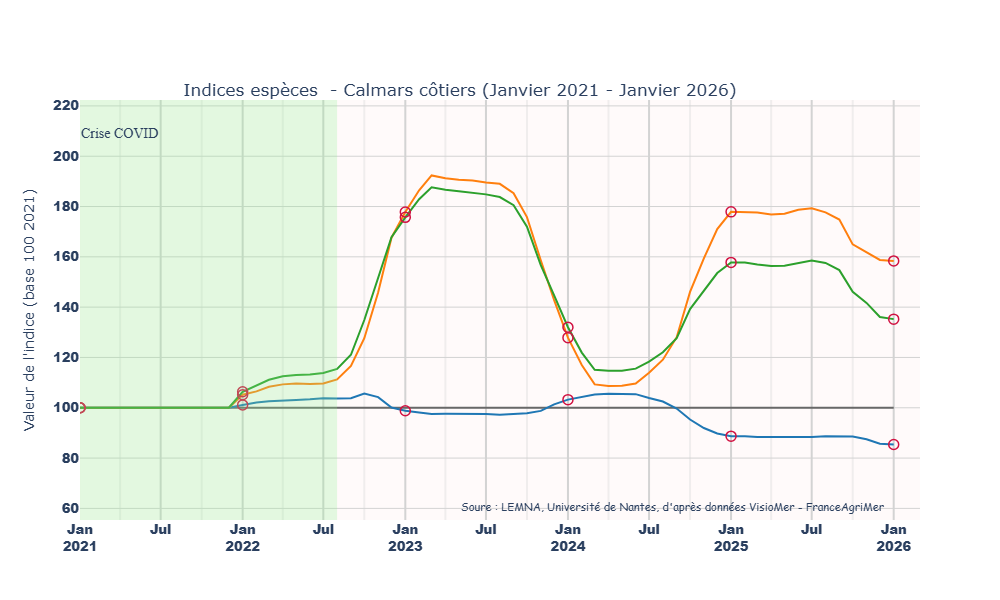 Indices espèces - Calmars côtiers (Janvier 2021 - Janvier 2026)
Valeur de l'indice (base 100 2021)
220
200
180
160
140
120
100
80
60
Crise COVID
Soure : LEMNA, Université de Nantes, d'après données VisioMer - FranceAgriMer
Jan Jul Jan Jul Jan Jul Jan Jul Jan Jul Jan
2021 2022 2023 2024 2025 2026